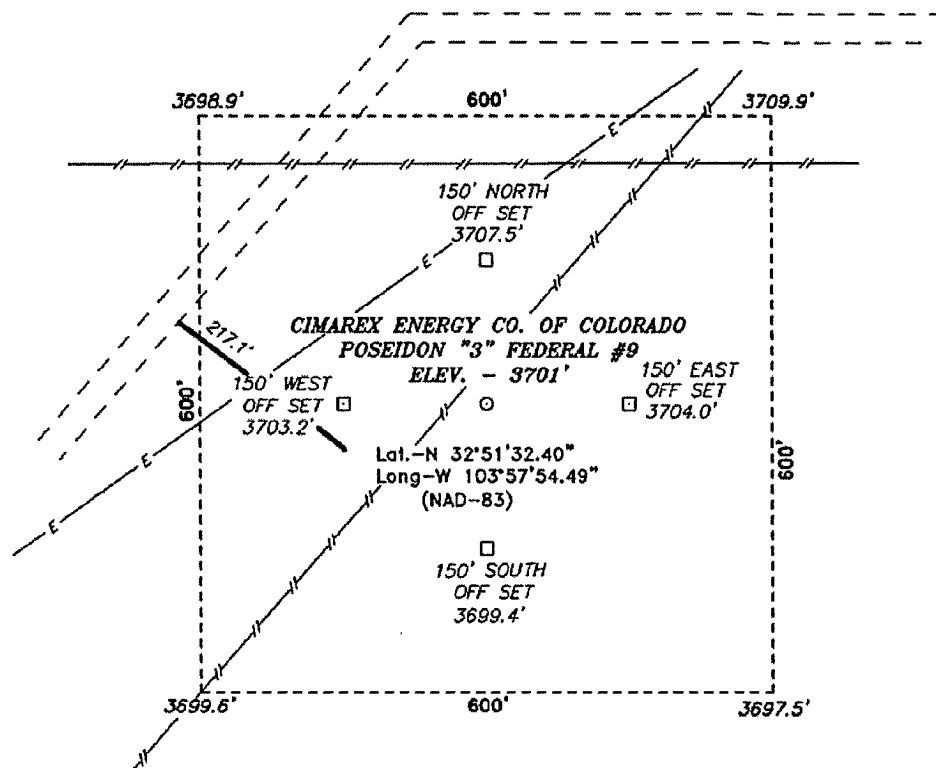 3698.9'
600'
3709.9'
E
150' NORTH
OFF SET
3707.5'
E
217.1'
CIMAREX ENERGY CO. OF COLORADO
POSEIDON "3" FEDERAL #9
ELEV. - 3701'
150' WEST
OFF SET
3703.2'
150' EAST
OFF SET
3704.0'
600'
600'
Lat.-N 32°51'32.40"
Long-W 103°57'54.49"
(NAD-83)
E
E
150' SOUTH
OFF SET
3699.4'
3699.6'
600'
3697.5'